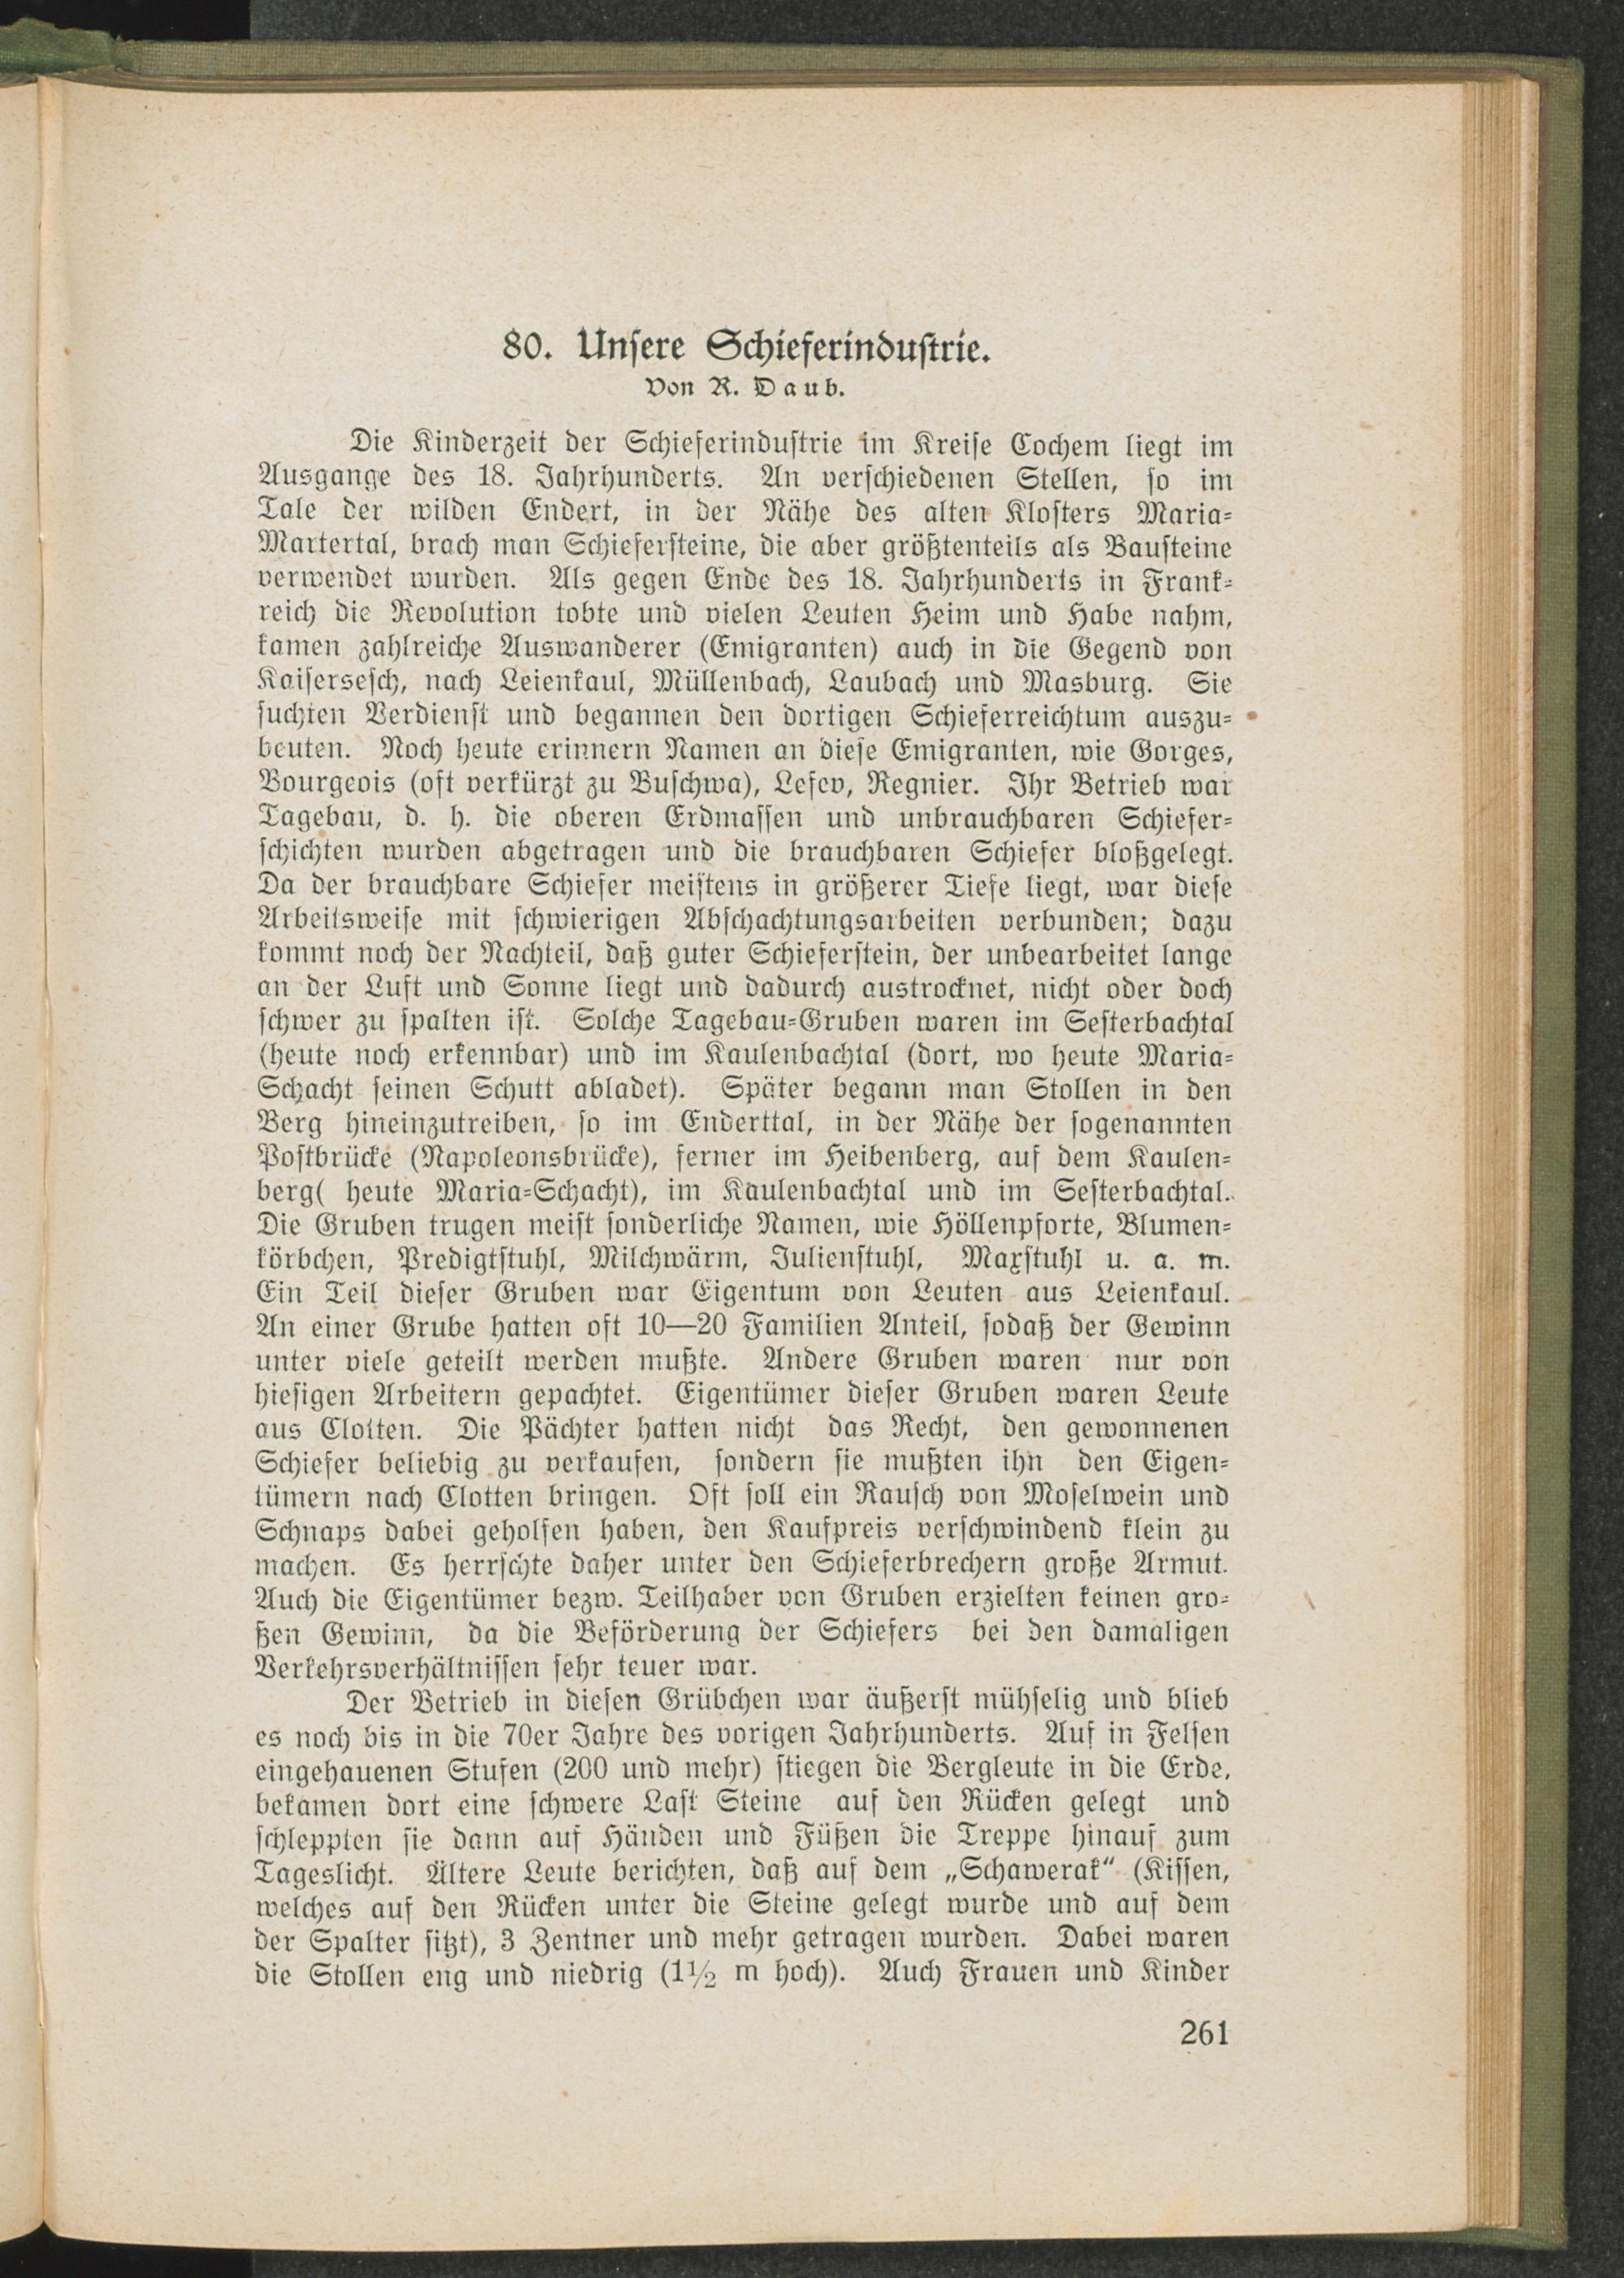 80. Unsere Schieferindustrie.
Von R. Daub.
Die Kinderzeit der Schieferindustrie im Kreise Cochem liegt im
Ausgange des 18. Jahrhunderts. An verschiedenen Stellen, so im
Tale der wilden Endert, in der Nähe des alten Klosters Maria-
Martertal, brach man Schiefersteine, die aber größtenteils als Bausteine
verwendet wurden. Als gegen Ende des 18. Jahrhunderts in Frank-
reich die Revolution tobte und vielen Leuten Heim und Habe nahm,
kamen zahlreiche Auswanderer (Emigranten) auch in die Gegend von
Kaisersesch, nach Leienkaul, Müllenbach, Laubach und Masburg. Sie
suchten Verdienst und begannen den dortigen Schieferreichtum auszu-
beuten. Noch heute erinnern Namen an diese Emigranten, wie Gorges,
Bourgeois (oft verkürzt zu Buschwa), Lefev, Regnier. Ihr Betrieb war
Tagebau, d. h. die oberen Erdmassen und unbrauchbaren Schiefer-
schichten wurden abgetragen und die brauchbaren Schiefer bloßgelegt.
Da der brauchbare Schiefer meistens in größerer Tiefe liegt, war diese
Arbeitsweise mit schwierigen Abschachtungsarbeiten verbunden; dazu
kommt noch der Nachteil, daß guter Schieferstein, der unbearbeitet lange
an der Luft und Sonne liegt und dadurch austrocknet, nicht oder doch
schwer zu spalten ist. Solche Tagebau-Gruben waren im Sesterbachtal
(heute noch erkennbar) und im Kaulenbachtal (dort, wo heute Maria-
Schacht seinen Schutt abladet). Später begann man Stollen in den
Berg hineinzutreiben, so im Enderttal, in der Nähe der sogenannten
Postbrücke (Napoleonsbrücke), ferner im Heibenberg, auf dem Kaulen-
berg( heute Maria-Schacht), im Kaulenbachtal und im Sesterbachtal.
Die Gruben trugen meist sonderliche Namen, wie Höllenpforte, Blumen-
körbchen, Predigtstuhl, Milchwärm, Julienstuhl, Maxstuhl u. a. m.
Ein Teil dieser Gruben war Eigentum von Leuten aus Leienkaul.
An einer Grube hatten oft 10—20 Familien Anteil, sodaß der Gewinn
unter viele geteilt werden mußte. Andere Gruben waren nur von
hiesigen Arbeitern gepachtet. Eigentümer dieser Gruben waren Leute
aus Clotten. Die Pächter hatten nicht das Recht, den gewonnenen
Schiefer beliebig zu verkaufen, sondern sie mußten ihn den Eigen-
tümern nach Clotten bringen. Oft soll ein Rausch von Moselwein und
Schnaps dabei geholfen haben, den Kaufpreis verschwindend klein zu
machen. Es herrschte daher unter den Schieferbrechern große Armut.
Auch die Eigentümer bezw. Teilhaber von Gruben erzielten keinen gro-
ßen Gewinn, da die Beförderung der Schiefers bei den damaligen
Verkehrsverhältnissen sehr teuer war.
Der Betrieb in diesen Grübchen war äußerst mühselig und blieb
es noch bis in die 70er Jahre des vorigen Jahrhunderts. Auf in Felsen
eingehauenen Stufen (200 und mehr) stiegen die Bergleute in die Erde,
bekamen dort eine schwere Last Steine auf den Rücken gelegt und
schleppten sie dann auf Händen und Füßen die Treppe hinauf zum
Tageslicht. Ältere Leute berichten, daß auf dem „Schawerak“ (Kissen,
welches auf den Rücken unter die Steine gelegt wurde und auf dem
der Spalter sitzt), 3 Zentner und mehr getragen wurden. Dabei waren
die Stollen eng und niedrig (1½ m hoch). Auch Frauen und Kinder
261